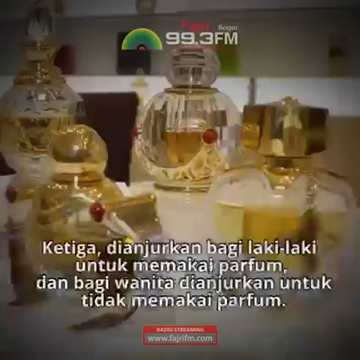 Fajri
Bogor
99.3FM
Ketiga, dianjurkan bagi laki-laki
untuk memakai parfum,
dan bagi wanita dianjurkan untuk
tidak memakai parfum.
RADIO STREAMING
www.fajrifm.com